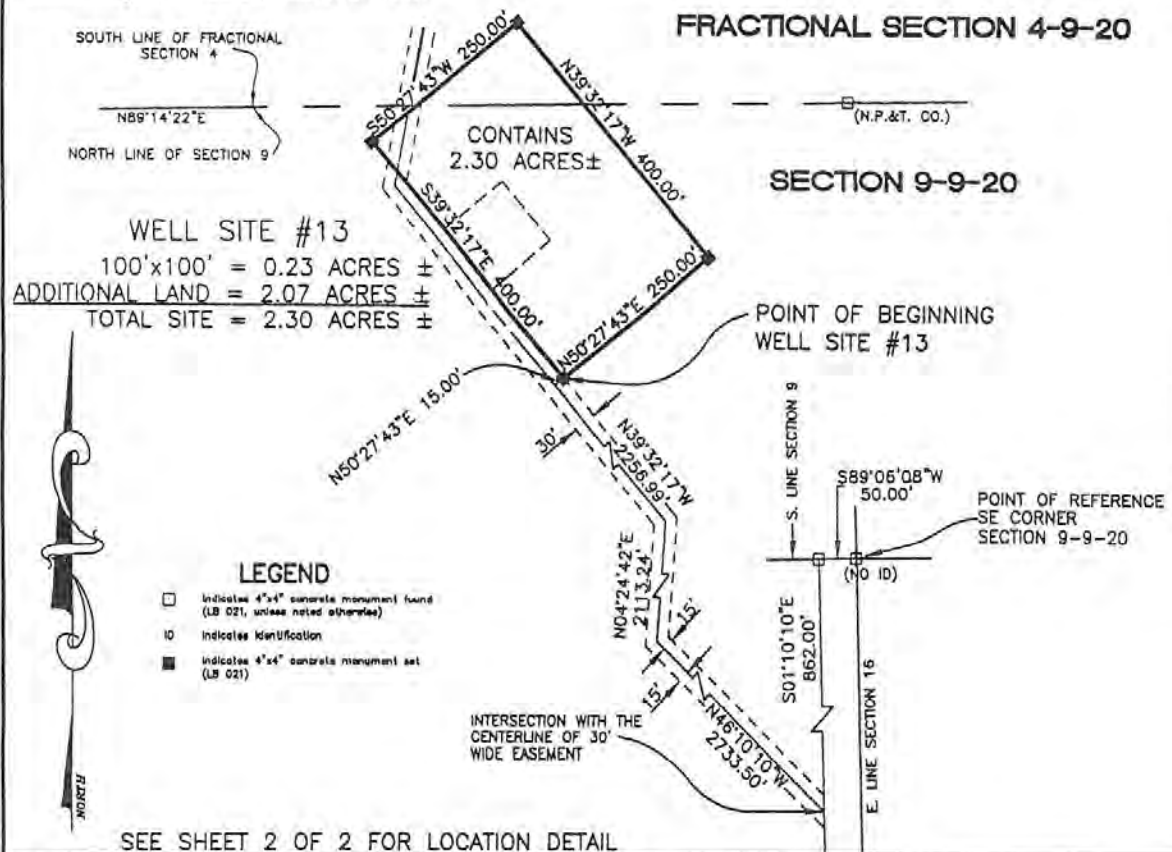 FRACTIONAL SECTION 4-9-20
SOUTH LINE OF FRACTIONAL
SECTION 4
N89°14'22"E
NORTH LINE OF SECTION 9
S50°27'43"W 250.00'
N39°32'17"W 400.00'
(N.P.&T. CO.)
CONTAINS
2.30 ACRES±
SECTION 9-9-20
S39°32'17"E 400.00'
N50°27'43"E 250.00'
WELL SITE #13
100'x100' = 0.23 ACRES ±
ADDITIONAL LAND = 2.07 ACRES ±
TOTAL SITE = 2.30 ACRES ±
POINT OF BEGINNING
WELL SITE #13
N50°27'43"E 15.00'
30'
N39°32'17"W
2256.99'
S. LINE SECTION 9
S89°06'08"W
50.00'
POINT OF REFERENCE
SE CORNER
SECTION 9-9-20
(NO ID)
LEGEND
Indicates 4"x4" concrete monument found
(LB 021, unless noted otherwise)
ID Indicates Identification
Indicates 4"x4" concrete monument set
(LB 021)
N04°24'42"E
2113.24'
15'
15'
S01°10'10"E
862.00'
E. LINE SECTION 16
INTERSECTION WITH THE
CENTERLINE OF 30'
WIDE EASEMENT
N46°10'10"W
2733.50'
SEE SHEET 2 OF 2 FOR LOCATION DETAIL